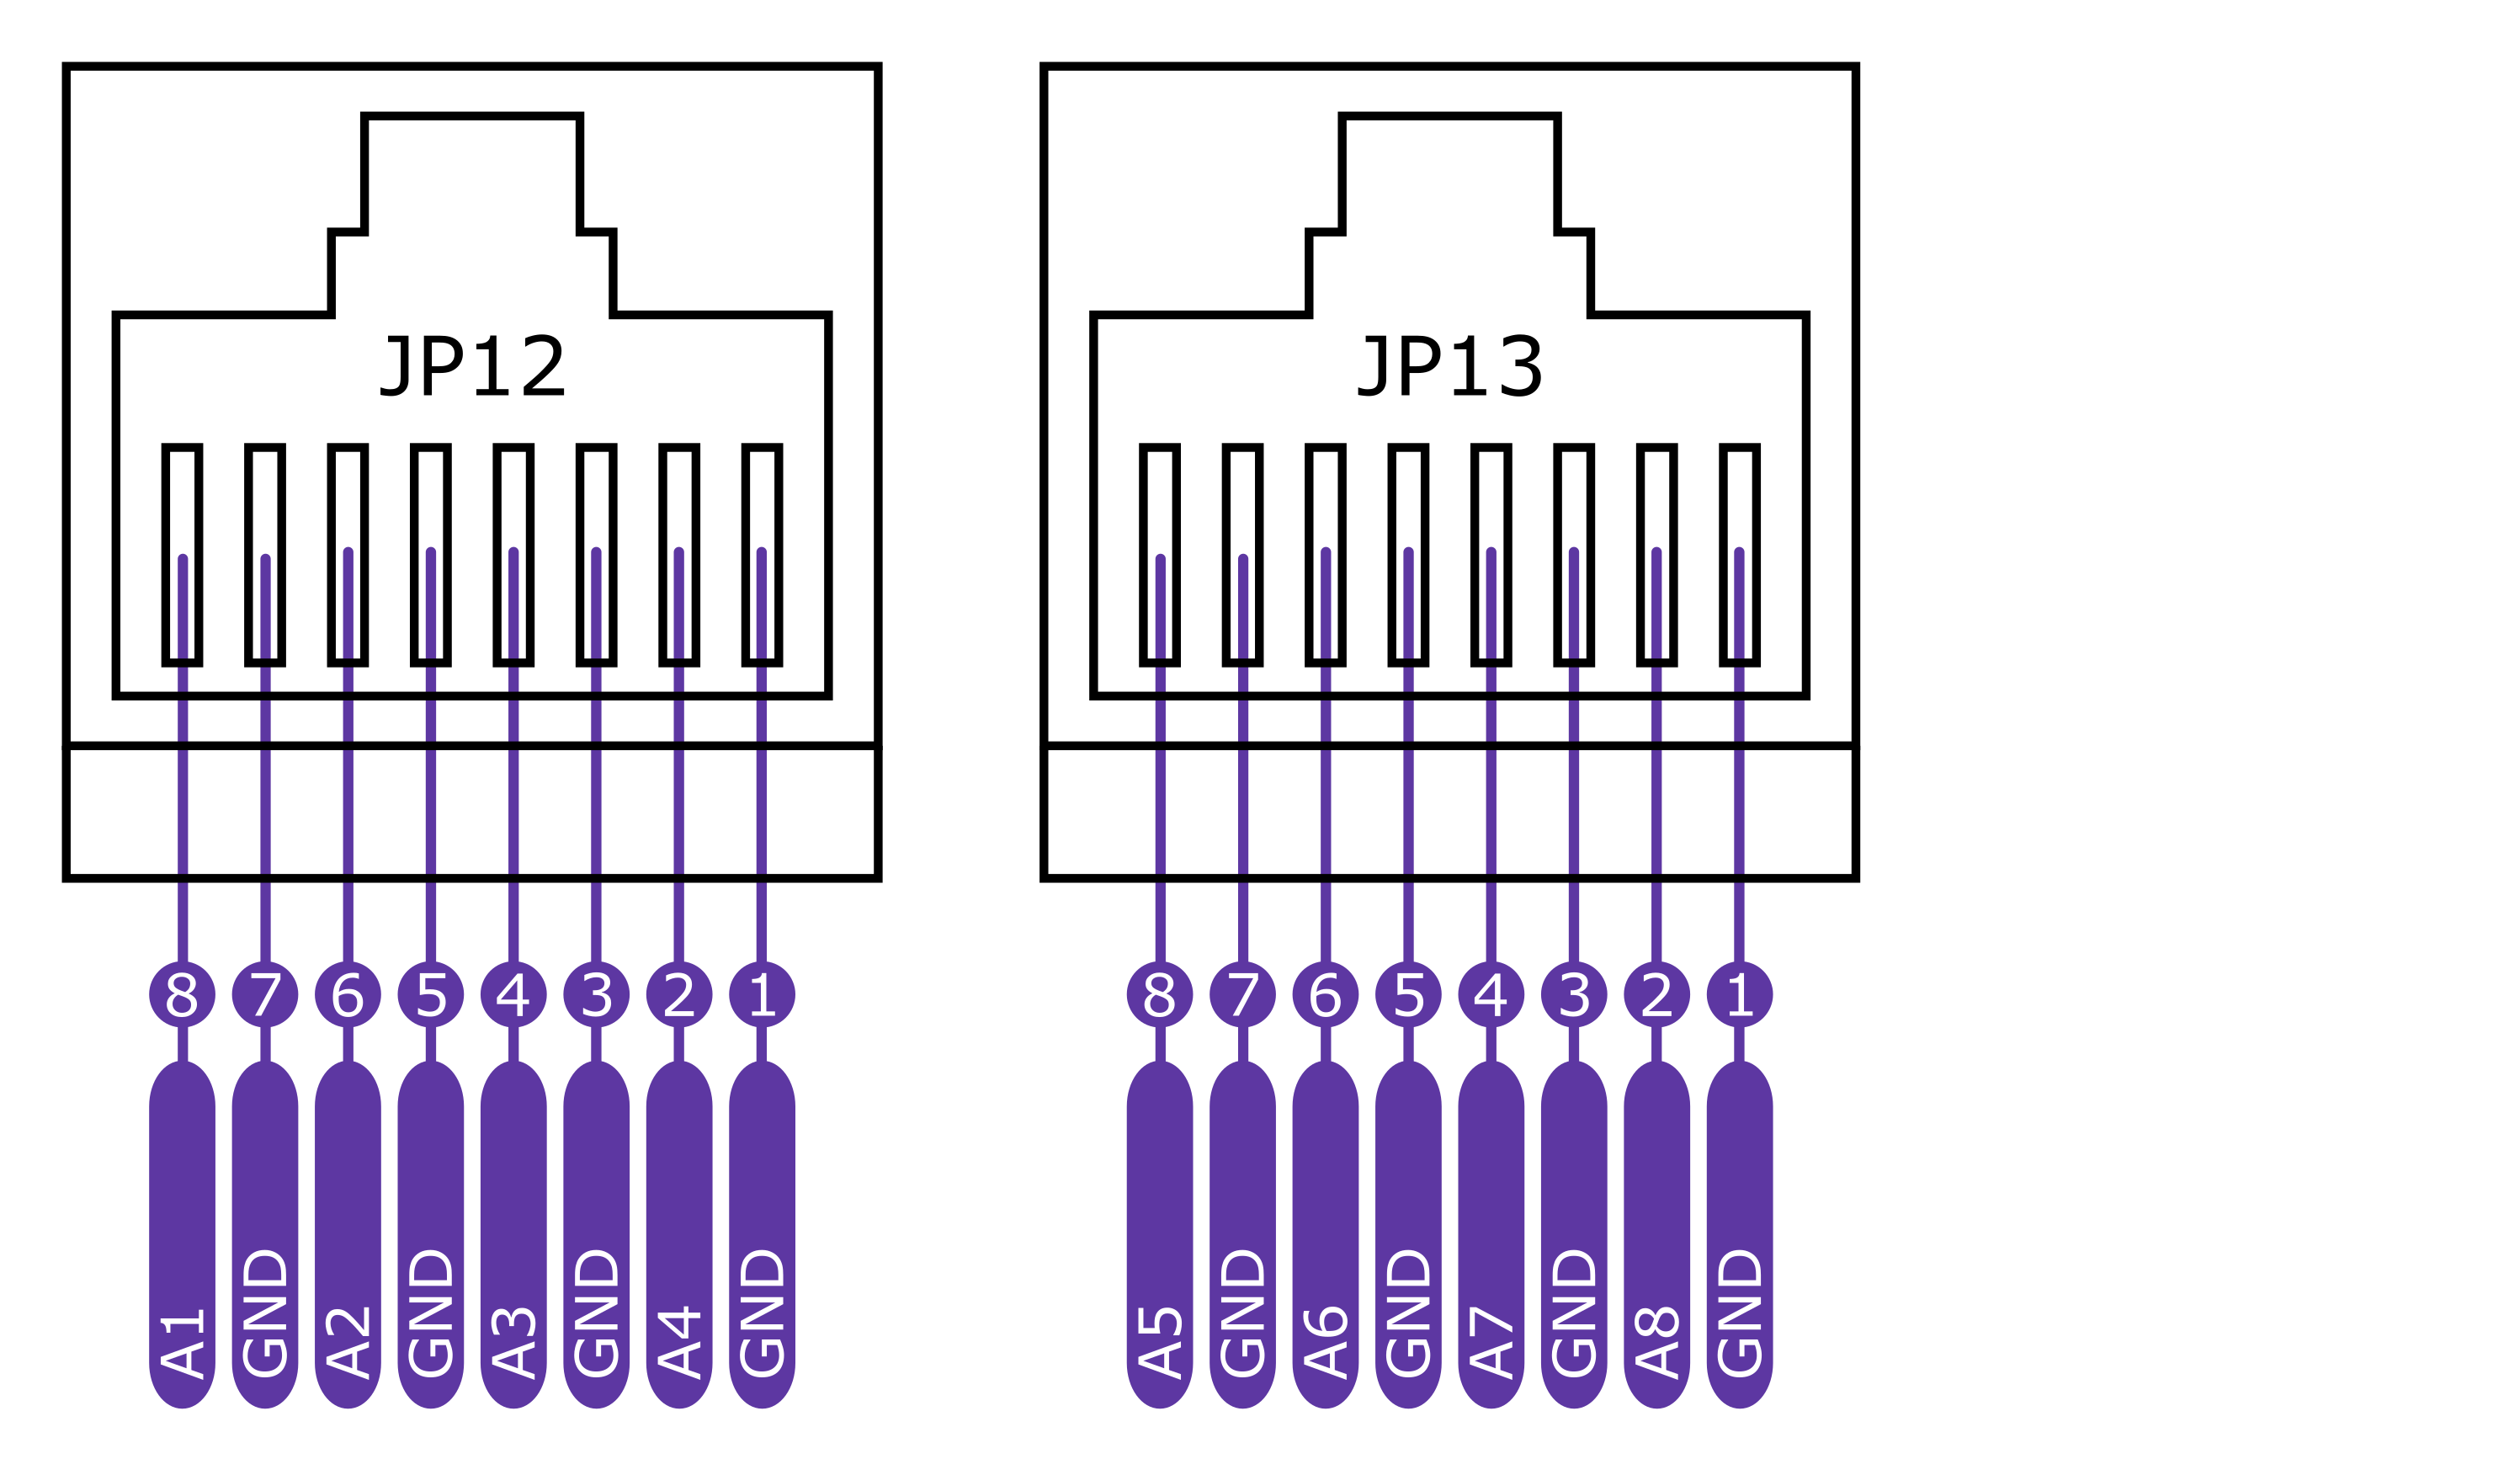 JP12
JP13
8 7 6 5 4 3 2 1
8 7 6 5 4 3 2 1
A1 GND A2 GND A3 GND A4 GND
A5 GND A6 GND A7 GND A8 GND